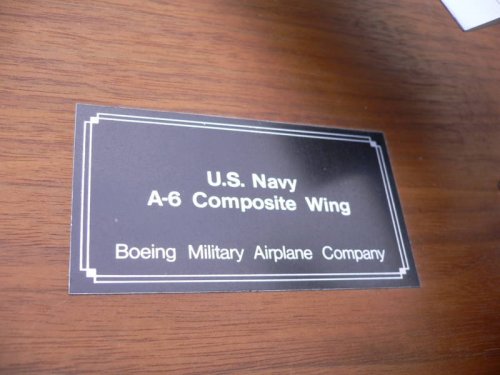 U.S. Navy
A-6 Composite Wing
Boeing Military Airplane Company